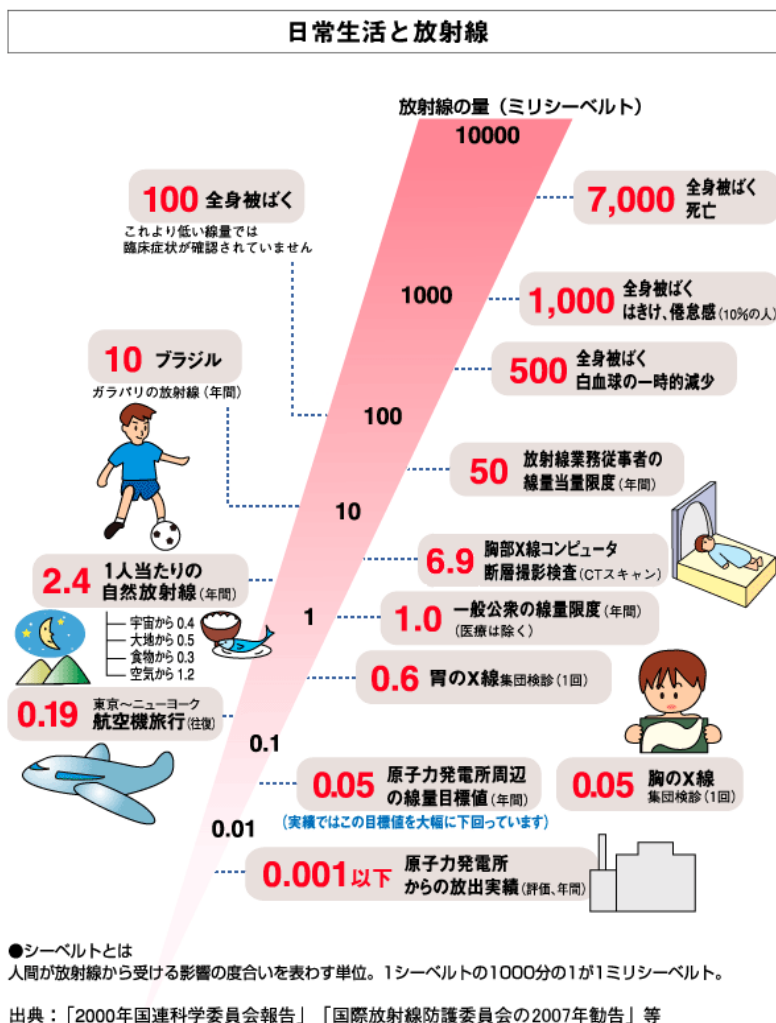 日常生活と放射線
放射線の量（ミリシーベルト）
10000
100 全身被ばく
これより低い線量では
臨床症状が確認されていません
7,000 全身被ばく
死亡
1000
1,000 全身被ばく
はきけ、倦怠感（10％の人）
10 ブラジル
ガラパリの放射線（年間）
500 全身被ばく
白血球の一時的減少
100
50 放射線業務従事者の
線量当量限度（年間）
10
6.9 胸部X線コンピュータ
断層撮影検査（CTスキャン）
2.4 1人当たりの
自然放射線（年間）
宇宙から 0.4
大地から 0.5
食物から 0.3
空気から 1.2
1
1.0 一般公衆の線量限度（年間）
（医療は除く）
0.6 胃のX線集団検診（1回）
0.19 東京〜ニューヨーク
航空機旅行（往復）
0.1
0.05 原子力発電所周辺
の線量目標値（年間）
（実績ではこの目標値を大幅に下回っています）
0.05 胸のX線
集団検診（1回）
0.01
0.001以下 原子力発電所
からの放出実績（評価、年間）
●シーベルトとは
人間が放射線から受ける影響の度合いを表わす単位。1シーベルトの1000分の1が1ミリシーベルト。
出典：「2000年国連科学委員会報告」「国際放射線防護委員会の2007年勧告」等